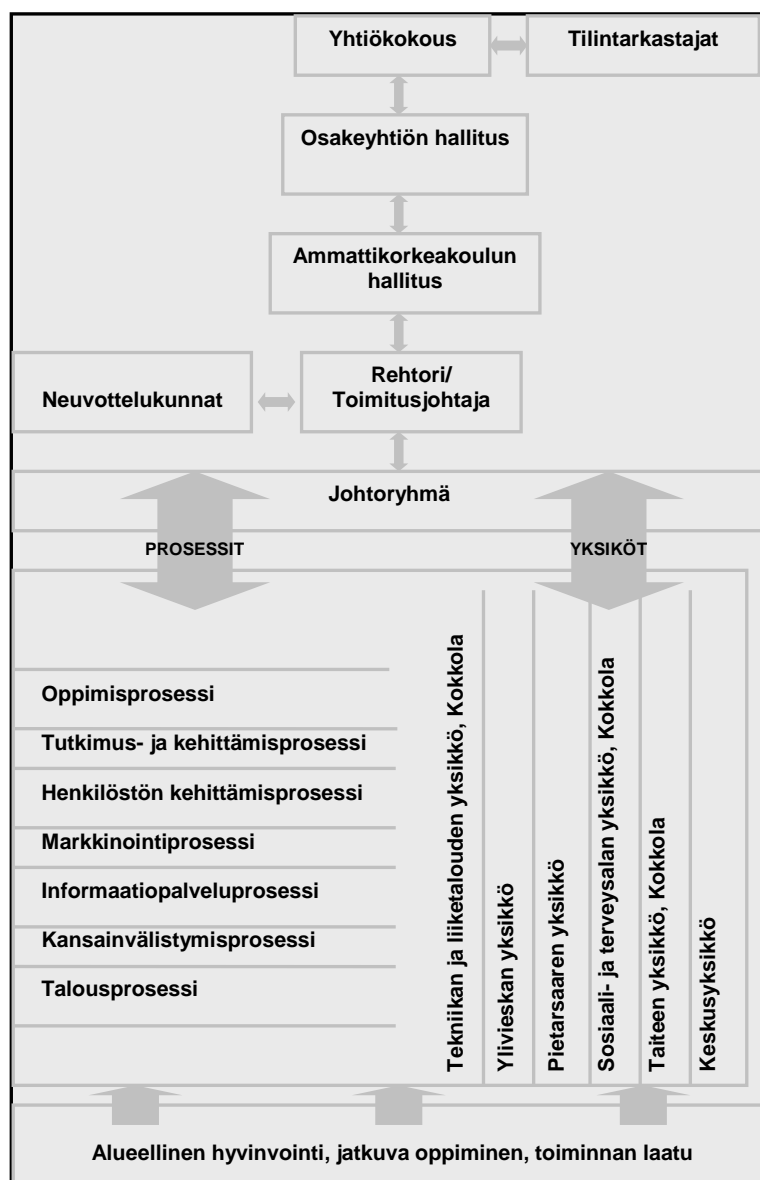 Yhtiökokous
Tilintarkastajat
Osakeyhtiön hallitus
Ammattikorkeakoulun
hallitus
Neuvottelukunnat
Rehtori/
Toimitusjohtaja
Johtoryhmä
PROSESSIT
YKSIKÖT
Oppimisprosessi
Tutkimus- ja kehittämisprosessi
Henkilöstön kehittämisprosessi
Markkinointiprosessi
Informaatiopalveluprosessi
Kansainvälistymisprosessi
Talousprosessi
Tekniikan ja liiketalouden yksikkö, Kokkola
Ylivieskan yksikkö
Pietarsaaren yksikkö
Sosiaali- ja terveysalan yksikkö, Kokkola
Taiteen yksikkö, Kokkola
Keskusyksikkö
Alueellinen hyvinvointi, jatkuva oppiminen, toiminnan laatu